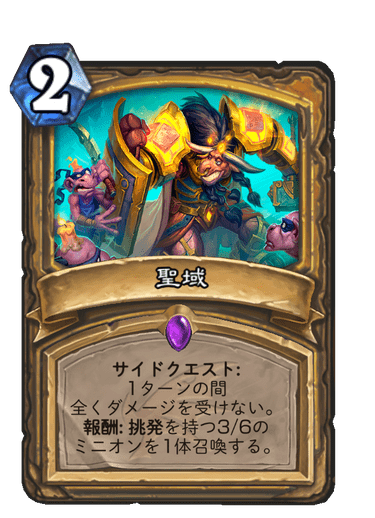 2
聖域
サイドクエスト:
1ターンの間
全くダメージを受けない。
報酬: 挑発を持つ3/6の
ミニオンを1体召喚する。